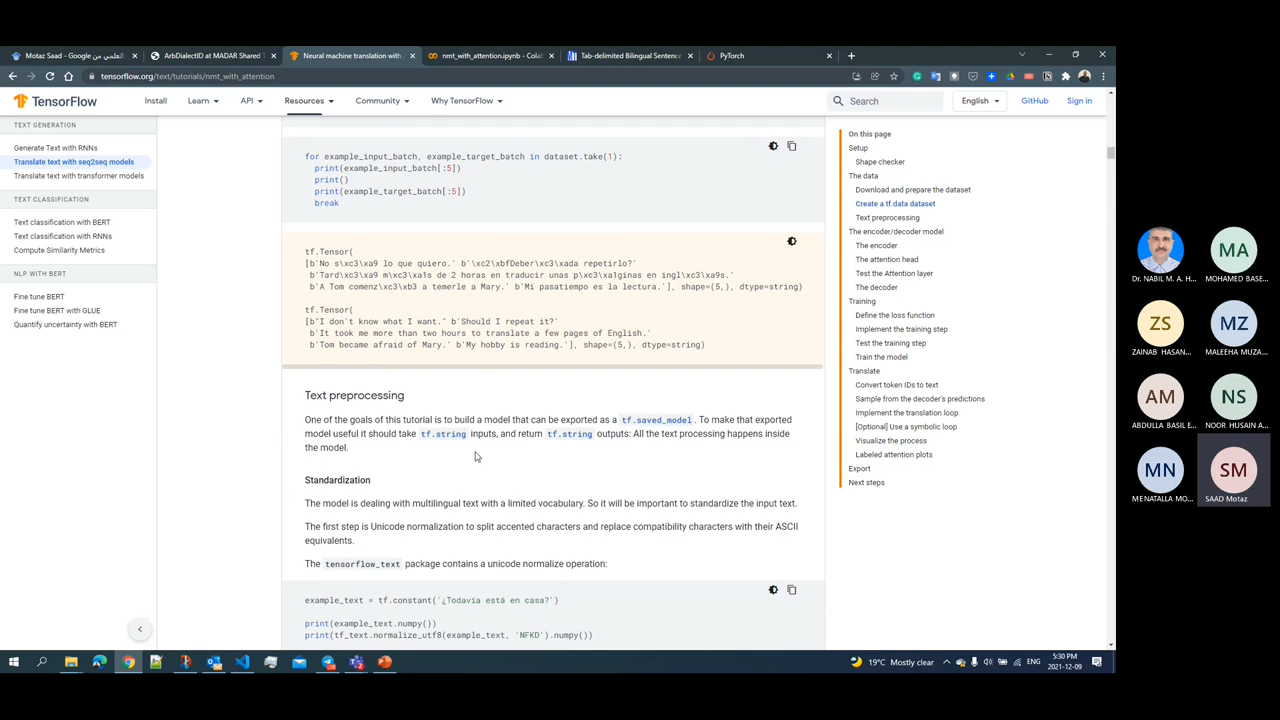 Motaz Saad - Google العلمي من
ArbDialectID at MADAR Shared T
Neural machine translation with
nmt_with_attention.ipynb - Colab
Tab-delimited Bilingual Sentence
PyTorch
tensorflow.org/text/tutorials/nmt_with_attention
TensorFlow
Install
Learn
API
Resources
Community
Why TensorFlow
Search
English
GitHub
Sign in
TEXT GENERATION
Generate Text with RNNs
Translate text with seq2seq models
Translate text with transformer models
TEXT CLASSIFICATION
Text classification with BERT
Text classification with RNNs
Compute Similarity Metrics
NLP WITH BERT
Fine tune BERT
Fine tune BERT with GLUE
Quantify uncertainty with BERT
for example_input_batch, example_target_batch in dataset.take(1):
print(example_input_batch[:5])
print()
print(example_target_batch[:5])
break
tf.Tensor(
[b'No s\xc3\xa9 lo que quiero.' b'\xc2\xbfDeber\xc3\xada repetirlo?'
b'Tard\xc3\xa9 m\xc3\xa1s de 2 horas en traducir unas p\xc3\xa1ginas en ingl\xc3\xa9s.'
b'A Tom comenz\xc3\xb3 a temerle a Mary.' b'Mi pasatiempo es la lectura.'], shape=(5,), dtype=string)
tf.Tensor(
[b"I don't know what I want." b'Should I repeat it?'
b'It took me more than two hours to translate a few pages of English.'
b'Tom became afraid of Mary.' b'My hobby is reading.'], shape=(5,), dtype=string)
Text preprocessing
One of the goals of this tutorial is to build a model that can be exported as a tf.saved_model. To make that exported
model useful it should take tf.string inputs, and return tf.string outputs: All the text processing happens inside
the model.
Standardization
The model is dealing with multilingual text with a limited vocabulary. So it will be important to standardize the input text.
The first step is Unicode normalization to split accented characters and replace compatibility characters with their ASCII
equivalents.
The tensorflow_text package contains a unicode normalize operation:
example_text = tf.constant('¿Todavía está en casa?')
print(example_text.numpy())
print(tf_text.normalize_utf8(example_text, 'NFKD').numpy())
On this page
Setup
Shape checker
The data
Download and prepare the dataset
Create a tf.data dataset
Text preprocessing
The encoder/decoder model
The encoder
The attention head
Test the Attention layer
The decoder
Training
Define the loss function
Implement the training step
Test the training step
Train the model
Translate
Convert token IDs to text
Sample from the decoder's predictions
Implement the translation loop
[Optional] Use a symbolic loop
Visualize the process
Labeled attention plots
Export
Next steps
Dr. NABIL M. A. H...
MA
MOHAMED BASE...
ZS
ZAINAB HASAN...
MZ
MALEEHA MUZA...
AM
ABDULLA BASIL E...
NS
NOOR HUSAIN A...
MN
MENATALLA MO...
SM
SAAD Motaz
19°C Mostly clear
ENG
5:30 PM
2021-12-09